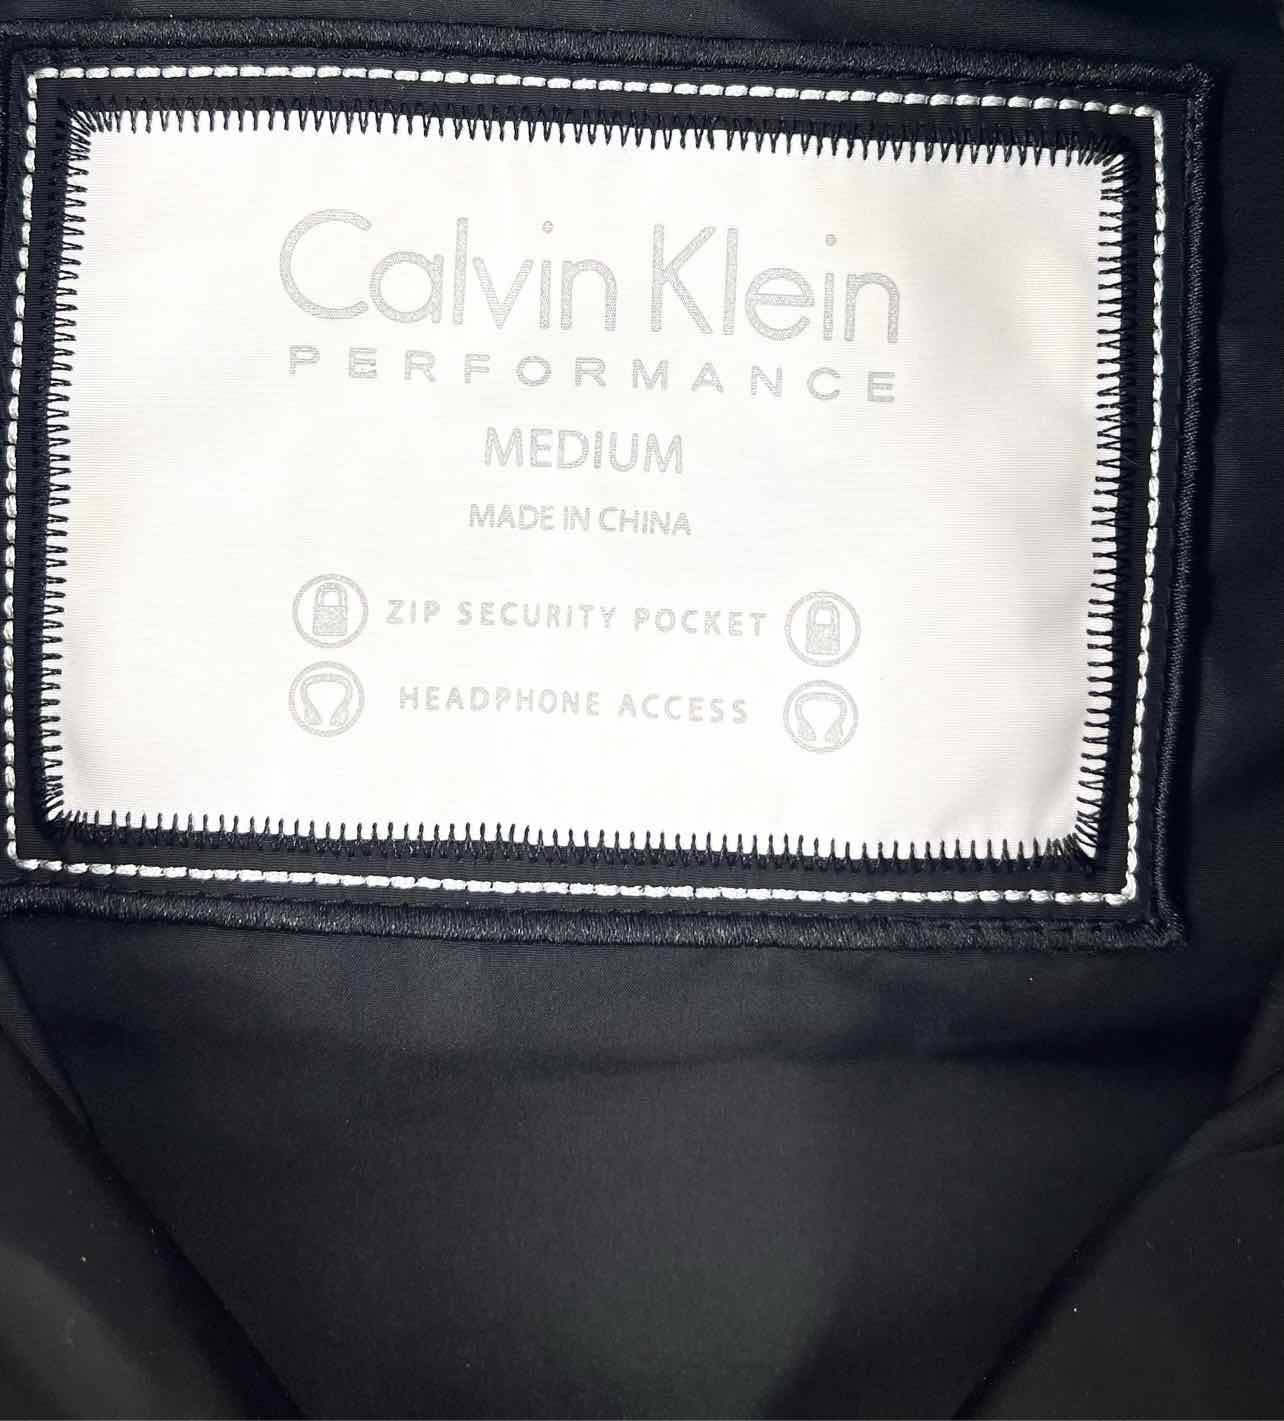 Calvin Klein
PERFORMANCE
MEDIUM
MADE IN CHINA
ZIP SECURITY POCKET
HEADPHONE ACCESS